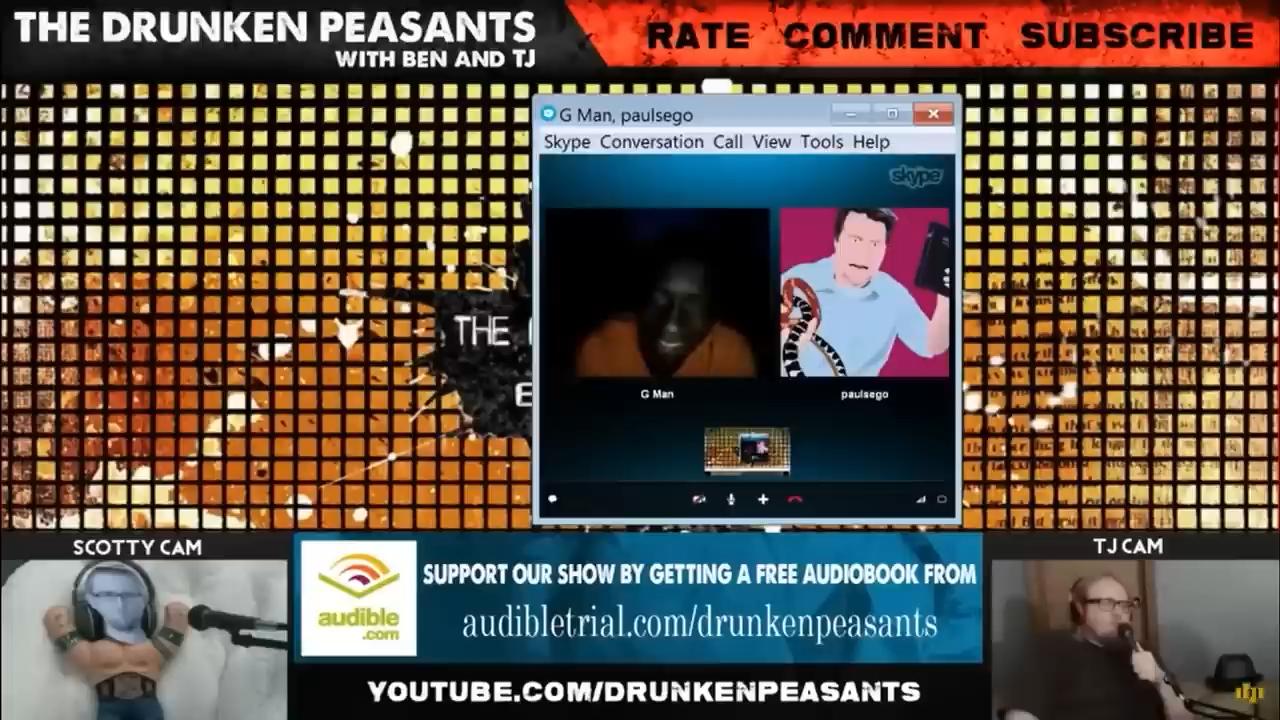 THE DRUNKEN PEASANTS
WITH BEN AND TJ
RATE COMMENT SUBSCRIBE
G Man, paulsego
Skype Conversation Call View Tools Help
skype
THE
E
G Man
paulsego
SCOTTY CAM
TJ CAM
audible
.com
SUPPORT OUR SHOW BY GETTING A FREE AUDIOBOOK FROM
audibletrial.com/drunkenpeasants
YOUTUBE.COM/DRUNKENPEASANTS